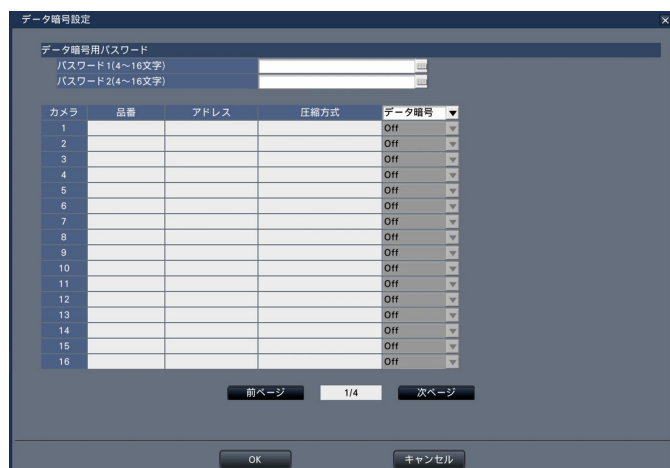 データ暗号設定
データ暗号用パスワード
パスワード1(4～16文字)
パスワード2(4～16文字)
カメラ 品番 アドレス 圧縮方式 データ暗号
1 Off
2 Off
3 Off
4 Off
5 Off
6 Off
7 Off
8 Off
9 Off
10 Off
11 Off
12 Off
13 Off
14 Off
15 Off
16 Off
前ページ 1/4 次ページ
OK キャンセル